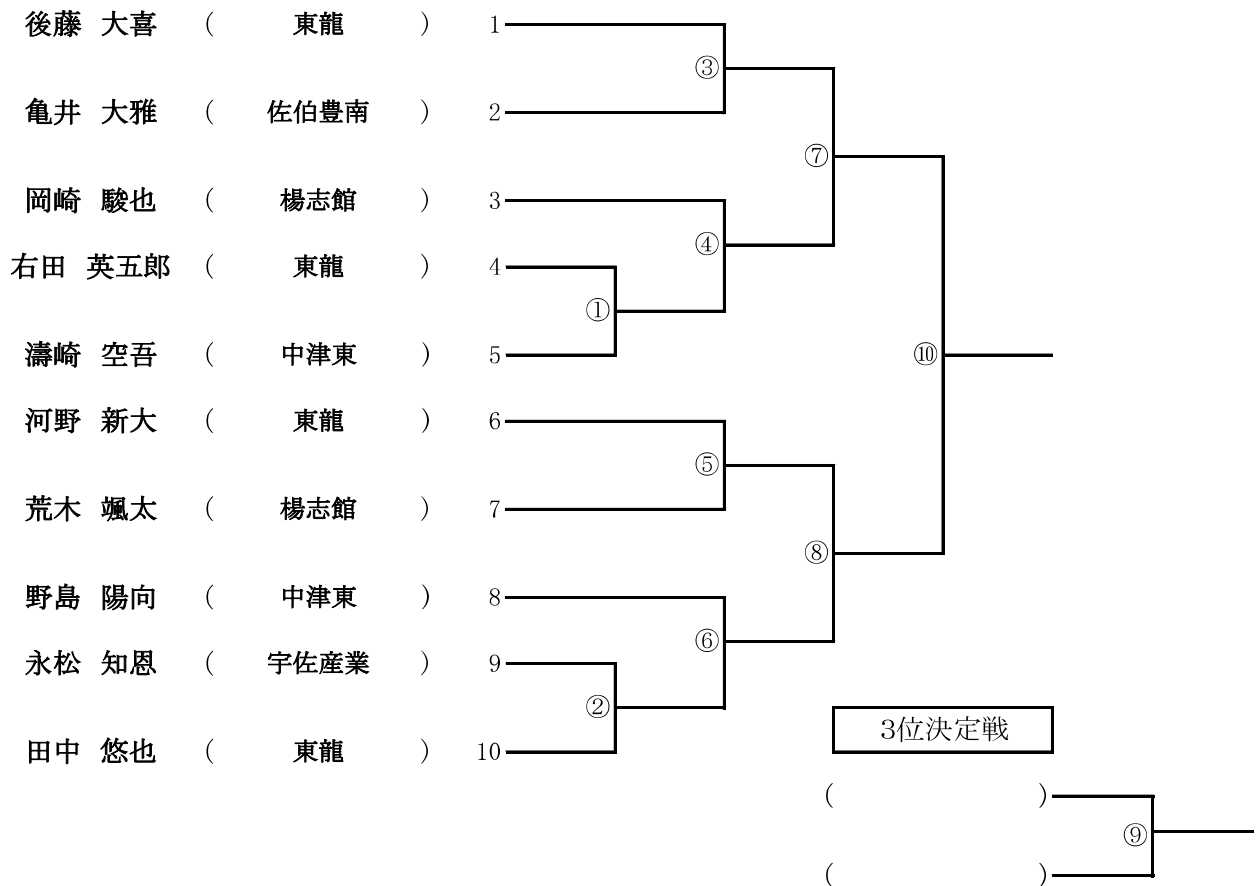 後藤 大喜 ( 東龍 ) 1
③
亀井 大雅 ( 佐伯豊南 ) 2
⑦
岡崎 駿也 ( 楊志館 ) 3
④
右田 英五郎 ( 東龍 ) 4
①
濤崎 空吾 ( 中津東 ) 5
⑩
河野 新大 ( 東龍 ) 6
⑤
荒木 颯太 ( 楊志館 ) 7
⑧
野島 陽向 ( 中津東 ) 8
⑥
永松 知恩 ( 宇佐産業 ) 9
②
田中 悠也 ( 東龍 ) 10
3位決定戦
( )
⑨
( )